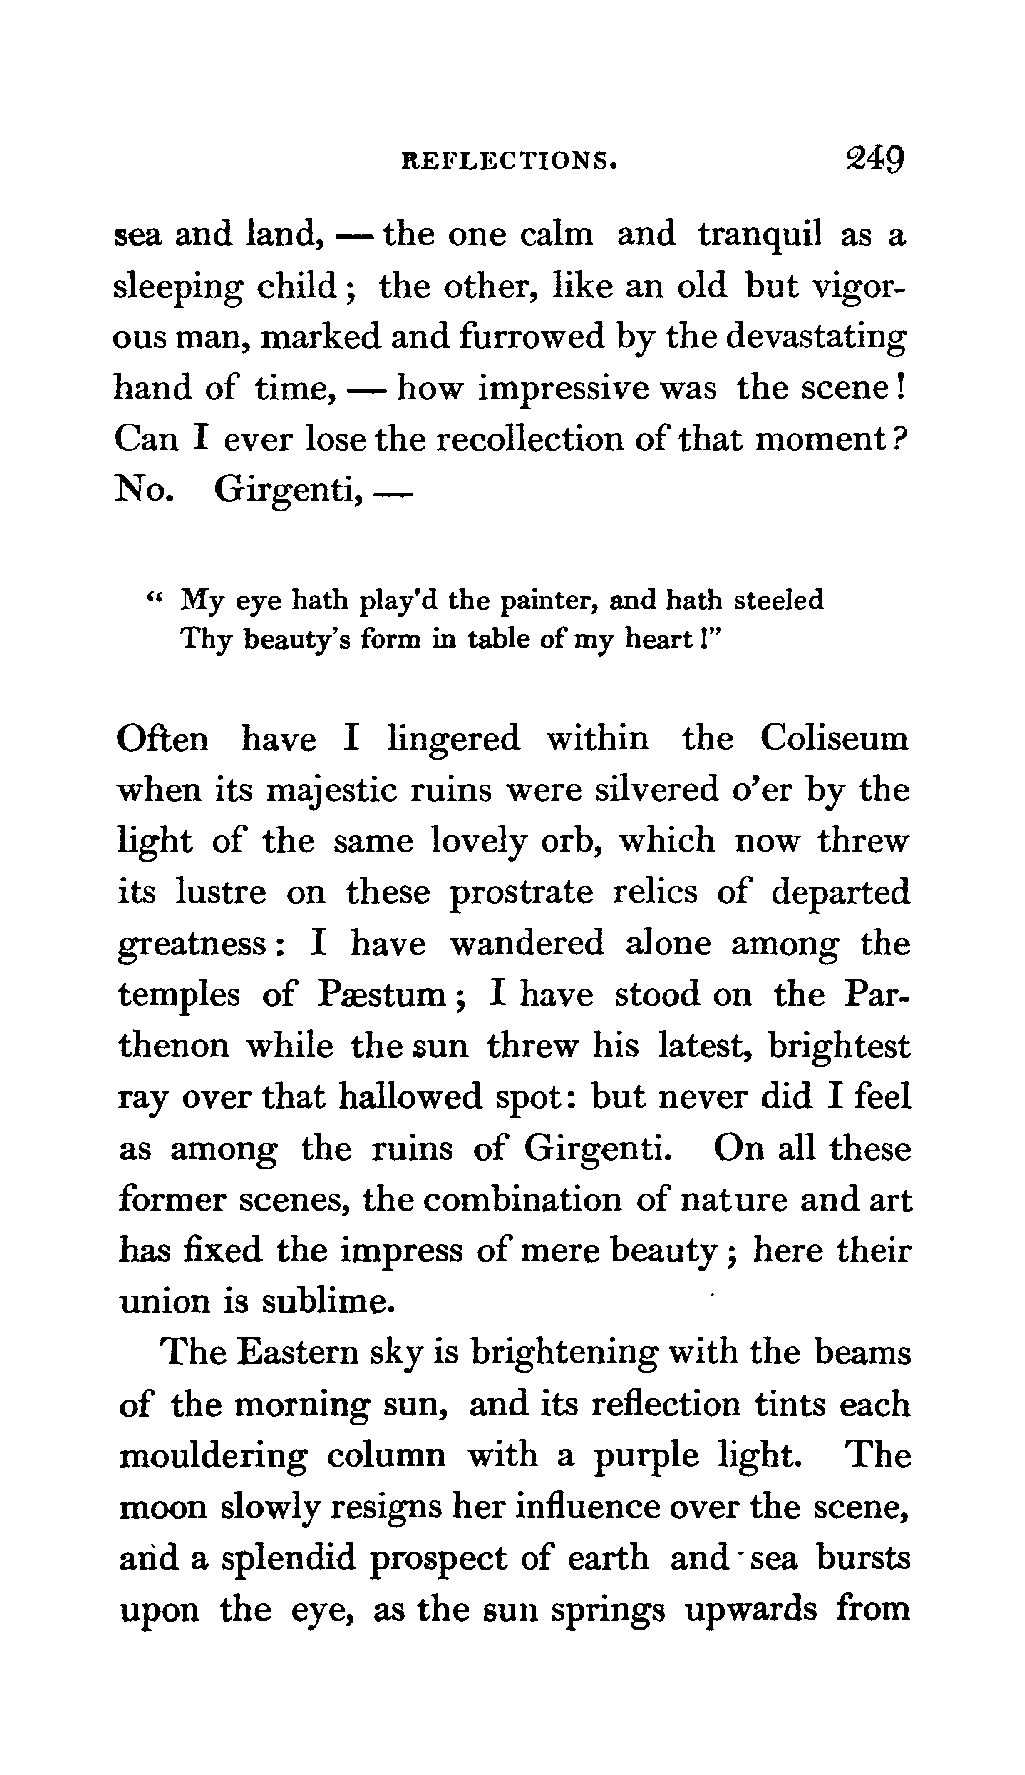 REFLECTIONS. 249
sea and land, — the one calm and tranquil as a
sleeping child; the other, like an old but vigor-
ous man, marked and furrowed by the devastating
hand of time, — how impressive was the scene!
Can I ever lose the recollection of that moment?
No. Girgenti, —
“ My eye hath play'd the painter, and hath steeled
Thy beauty's form in table of my heart!”
Often have I lingered within the Coliseum
when its majestic ruins were silvered o'er by the
light of the same lovely orb, which now threw
its lustre on these prostrate relics of departed
greatness: I have wandered alone among the
temples of Pæstum; I have stood on the Par-
thenon while the sun threw his latest, brightest
ray over that hallowed spot: but never did I feel
as among the ruins of Girgenti. On all these
former scenes, the combination of nature and art
has fixed the impress of mere beauty; here their
union is sublime.
The Eastern sky is brightening with the beams
of the morning sun, and its reflection tints each
mouldering column with a purple light. The
moon slowly resigns her influence over the scene,
and a splendid prospect of earth and sea bursts
upon the eye, as the sun springs upwards from